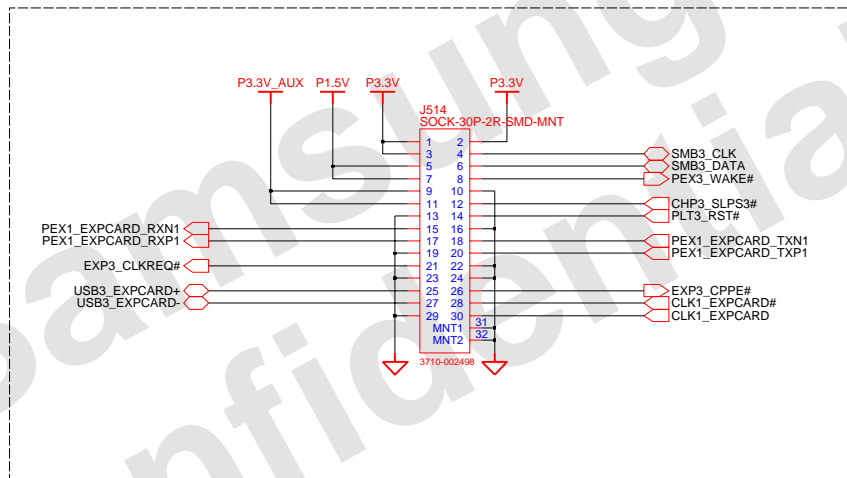 P3.3V_AUX P1.5V P3.3V P3.3V
J514
SOCK-30P-2R-SMD-MNT
1 2
3 4 SMB3_CLK
5 6 SMB3_DATA
7 8 PEX3_WAKE#
9 10
11 12 CHP3_SLPS3#
13 14 PLT3_RST#
PEX1_EXPCARD_RXN1 15 16
PEX1_EXPCARD_RXP1 17 18 PEX1_EXPCARD_TXN1
19 20 PEX1_EXPCARD_TXP1
EXP3_CLKREQ# 21 22
23 24
USB3_EXPCARD+ 25 26 EXP3_CPPE#
USB3_EXPCARD- 27 28 CLK1_EXPCARD#
29 30 CLK1_EXPCARD
MNT1 31
MNT2 32
3710-002498
Samsung
Confidential